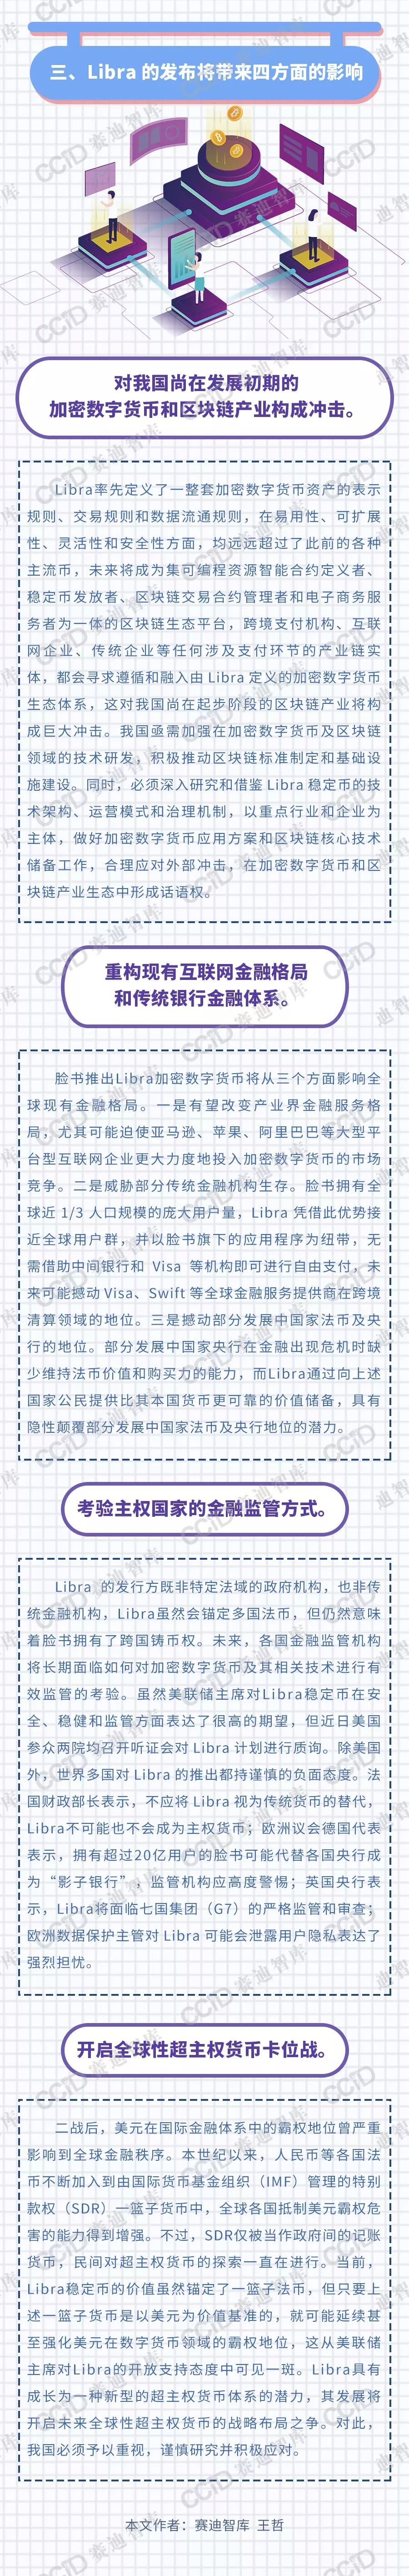 三、Libra 的发布将带来四方面的影响
对我国尚在发展初期的
加密数字货币和区块链产业构成冲击。
Libra率先定义了一整套加密数字货币资产的表示
规则、交易规则和数据流通规则，在易用性、可扩展
性、灵活性和安全性方面，均远远超过了此前的各种
主流币，未来将成为集可编程资源智能合约定义者、
稳定币发放者、区块链交易合约管理者和电子商务服
务者为一体的区块链生态平台，跨境支付机构、互联
网企业、传统企业等任何涉及支付环节的产业链实
体，都会寻求遵循和融入由 Libra 定义的加密数字货币
生态体系，这对我国尚在起步阶段的区块链产业将构
成巨大冲击。我国亟需加强在加密数字货币及区块链
领域的技术研发，积极推动区块链标准制定和基础设
施建设。同时，必须深入研究和借鉴 Libra 稳定币的技
术架构、运营模式和治理机制，以重点行业和企业为
主体，做好加密数字货币应用方案和区块链核心技术
储备工作，合理应对外部冲击，在加密数字货币和区
块链产业生态中形成话语权。
重构现有互联网金融格局
和传统银行金融体系。
脸书推出Libra加密数字货币将从三个方面影响全
球现有金融格局。一是有望改变产业界金融服务格
局，尤其可能迫使亚马逊、苹果、阿里巴巴等大型平
台型互联网企业更大力度地投入加密数字货币的市场
竞争。二是威胁部分传统金融机构生存。脸书拥有全
球近 1/3 人口规模的庞大用户量，Libra 凭借此优势接
近全球用户群，并以脸书旗下的应用程序为纽带，无
需借助中间银行和 Visa 等机构即可进行自由支付，未
来可能撼动 Visa、Swift 等全球金融服务提供商在跨境
清算领域的地位。三是撼动部分发展中国家法币及央
行的地位。部分发展中国家央行在金融出现危机时缺
少维持法币价值和购买力的能力，而Libra通过向上述
国家公民提供比其本国货币更可靠的价值储备，具有
隐性颠覆部分发展中国家法币及央行地位的潜力。
考验主权国家的金融监管方式。
Libra 的发行方既非特定法域的政府机构，也非传
统金融机构，Libra虽然会锚定多国法币，但仍然意味
着脸书拥有了跨国铸币权。未来，各国金融监管机构
将长期面临如何对加密数字货币及其相关技术进行有
效监管的考验。虽然美联储主席对Libra稳定币在安
全、稳健和监管方面表达了很高的期望，但近日美国
参众两院均召开听证会对 Libra 计划进行质询。除美国
外，世界多国对 Libra 的推出都持谨慎的负面态度。法
国财政部长表示，不应将 Libra 视为传统货币的替代，
Libra不可能也不会成为主权货币；欧洲议会德国代表
表示，拥有超过20亿用户的脸书可能代替各国央行成
为“影子银行”，监管机构应高度警惕；英国央行表
示，Libra将面临七国集团（G7）的严格监管和审查；
欧洲数据保护主管对 Libra 可能会泄露用户隐私表达了
强烈担忧。
开启全球性超主权货币卡位战。
二战后，美元在国际金融体系中的霸权地位曾严重
影响到全球金融秩序。本世纪以来，人民币等各国法
币不断加入到由国际货币基金组织（IMF）管理的特别
款权（SDR）一篮子货币中，全球各国抵制美元霸权危
害的能力得到增强。不过，SDR仅被当作政府间的记账
货币，民间对超主权货币的探索一直在进行。当前，
Libra稳定币的价值虽然锚定了一篮子法币，但只要上
述一篮子货币是以美元为价值基准的，就可能延续甚
至强化美元在数字货币领域的霸权地位，这从美联储
主席对Libra的开放支持态度中可见一斑。Libra具有
成长为一种新型的超主权货币体系的潜力，其发展将
开启未来全球性超主权货币的战略布局之争。对此，
我国必须予以重视，谨慎研究并积极应对。
本文作者：赛迪智库 王哲